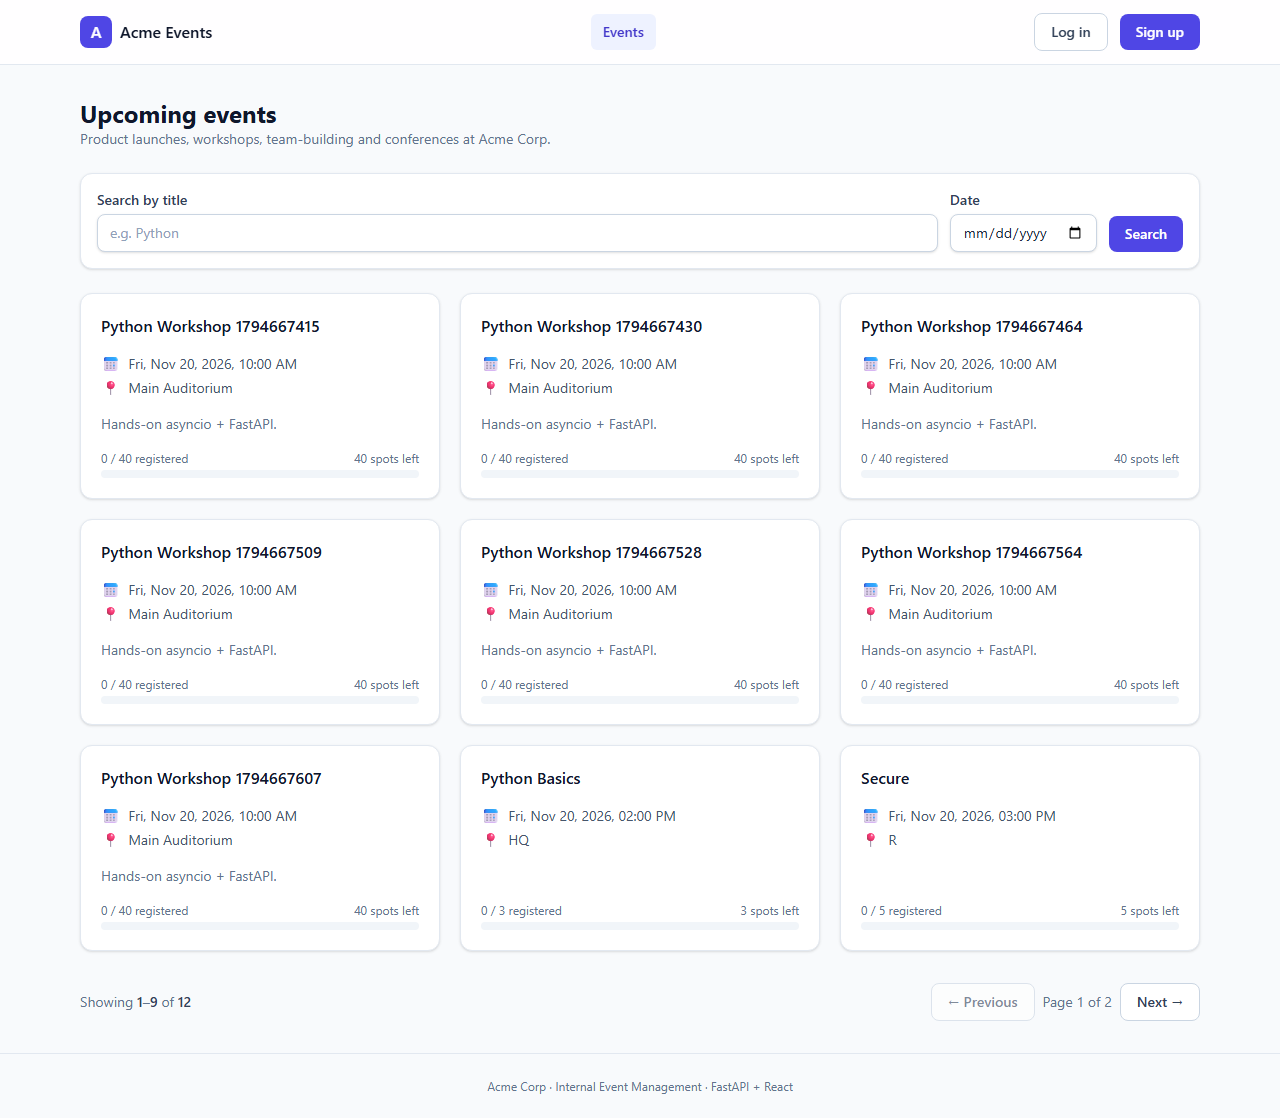 A Acme Events Events Log in Sign up
Upcoming events
Product launches, workshops, team-building and conferences at Acme Corp.
Search by title Date
e.g. Python mm/dd/yyyy Search
Python Workshop 1794667415
Fri, Nov 20, 2026, 10:00 AM
Main Auditorium
Hands-on asyncio + FastAPI.
0 / 40 registered 40 spots left
Python Workshop 1794667430
Fri, Nov 20, 2026, 10:00 AM
Main Auditorium
Hands-on asyncio + FastAPI.
0 / 40 registered 40 spots left
Python Workshop 1794667464
Fri, Nov 20, 2026, 10:00 AM
Main Auditorium
Hands-on asyncio + FastAPI.
0 / 40 registered 40 spots left
Python Workshop 1794667509
Fri, Nov 20, 2026, 10:00 AM
Main Auditorium
Hands-on asyncio + FastAPI.
0 / 40 registered 40 spots left
Python Workshop 1794667528
Fri, Nov 20, 2026, 10:00 AM
Main Auditorium
Hands-on asyncio + FastAPI.
0 / 40 registered 40 spots left
Python Workshop 1794667564
Fri, Nov 20, 2026, 10:00 AM
Main Auditorium
Hands-on asyncio + FastAPI.
0 / 40 registered 40 spots left
Python Workshop 1794667607
Fri, Nov 20, 2026, 10:00 AM
Main Auditorium
Hands-on asyncio + FastAPI.
0 / 40 registered 40 spots left
Python Basics
Fri, Nov 20, 2026, 02:00 PM
HQ
0 / 3 registered 3 spots left
Secure
Fri, Nov 20, 2026, 03:00 PM
R
0 / 5 registered 5 spots left
Showing 1–9 of 12 ← Previous Page 1 of 2 Next →
Acme Corp · Internal Event Management · FastAPI + React